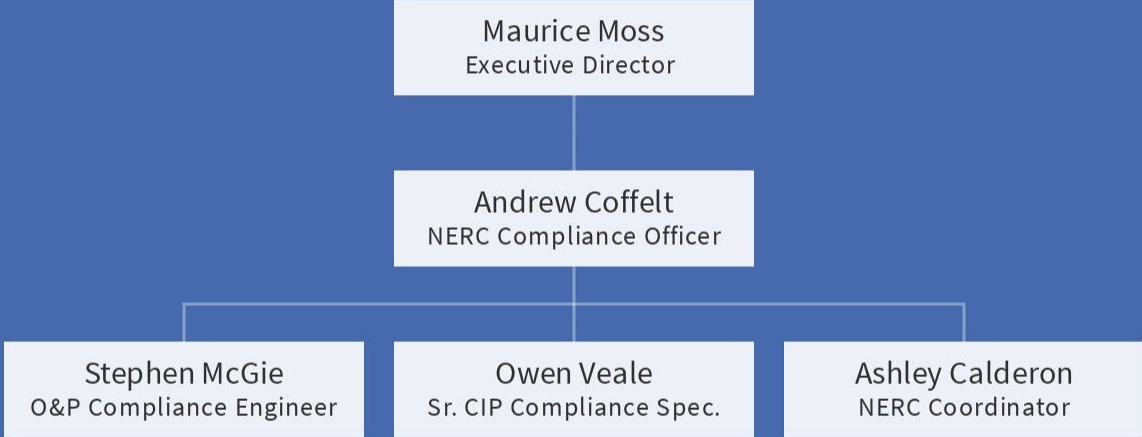 Maurice Moss
Executive Director
Andrew Coffelt
NERC Compliance Officer
Stephen McGie
O&P Compliance Engineer
Owen Veale
Sr. CIP Compliance Spec.
Ashley Calderon
NERC Coordinator